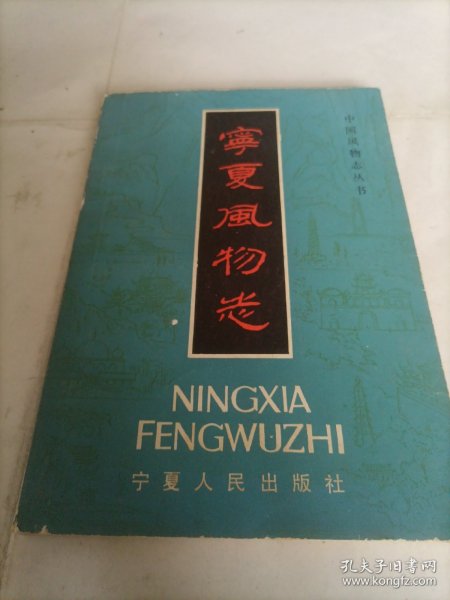 中国风物志丛书
寧夏風物志
NINGXIA
FENGWUZHI
宁夏人民出版社
孔夫子旧书网
www.kongfz.com